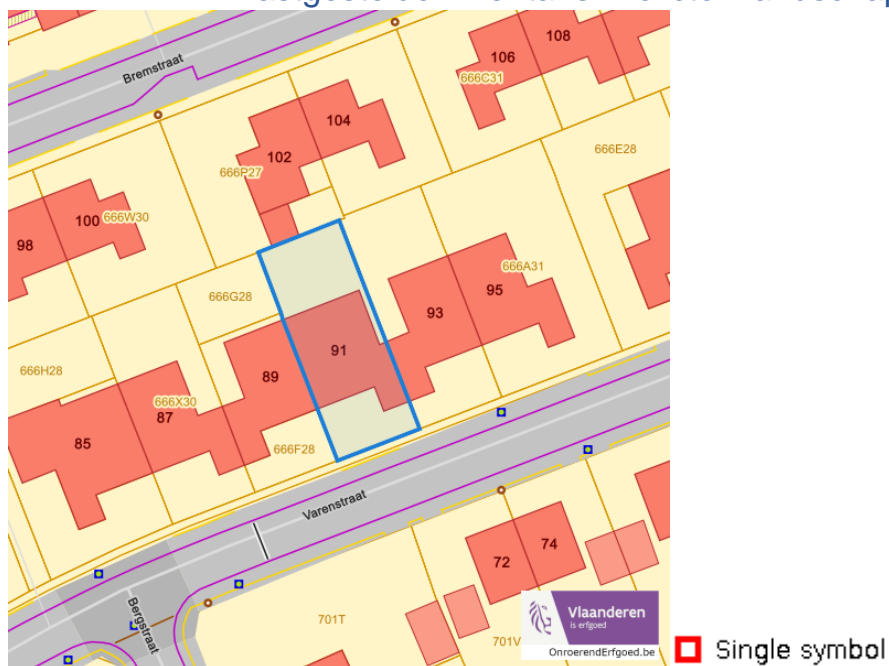 Bremstraat
106
108
666C31
104
102
666P27
666E28
100
666W30
98
666A31
95
666G28
93
91
89
666H28
666X30
87
85
666F28
Varenstraat
72
74
Bergstraat
701T
701V
Vlaanderen
is erfgoed
OnroerendErfgoed.be
Single symbol